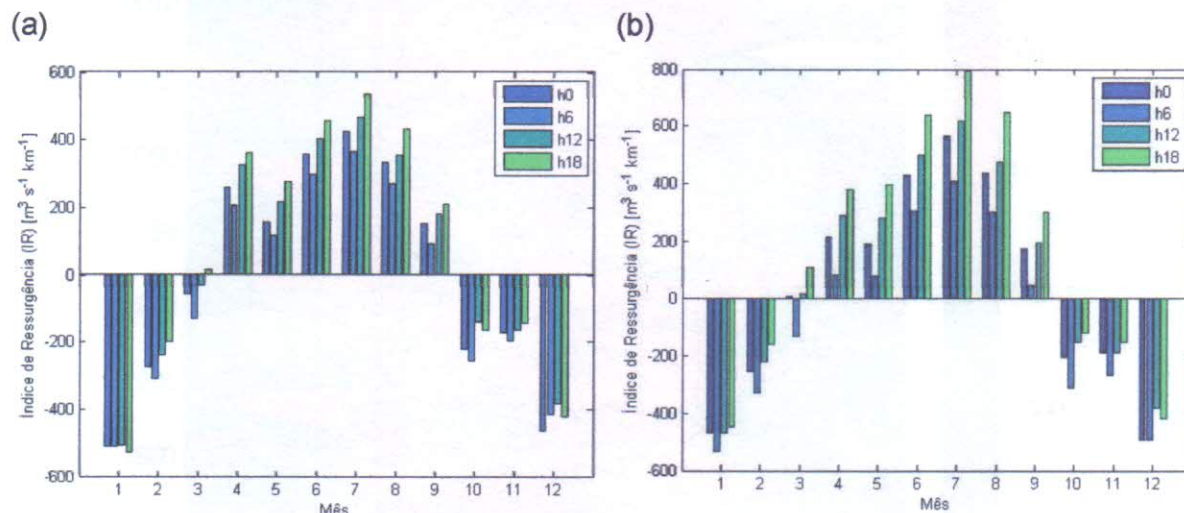 (a)
600
400
200
0
-200
-400
-600
Índice de Ressurgência (IR) [m³ s⁻¹ km⁻¹]
h0
h6
h12
h18
1 2 3 4 5 6 7 8 9 10 11 12
Mês
(b)
800
600
400
200
0
-200
-400
-600
Índice de Ressurgência (IR) [m³ s⁻¹ km⁻¹]
h0
h6
h12
h18
1 2 3 4 5 6 7 8 9 10 11 12
Mês